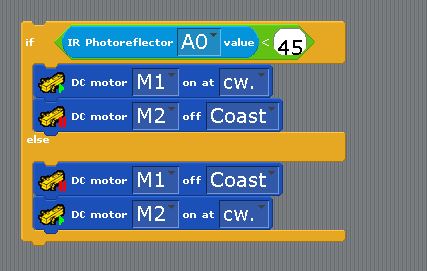 if IR Photoreflector A0 value < 45
DC motor M1 on at cw.
DC motor M2 off Coast
else
DC motor M1 off Coast
DC motor M2 on at cw.